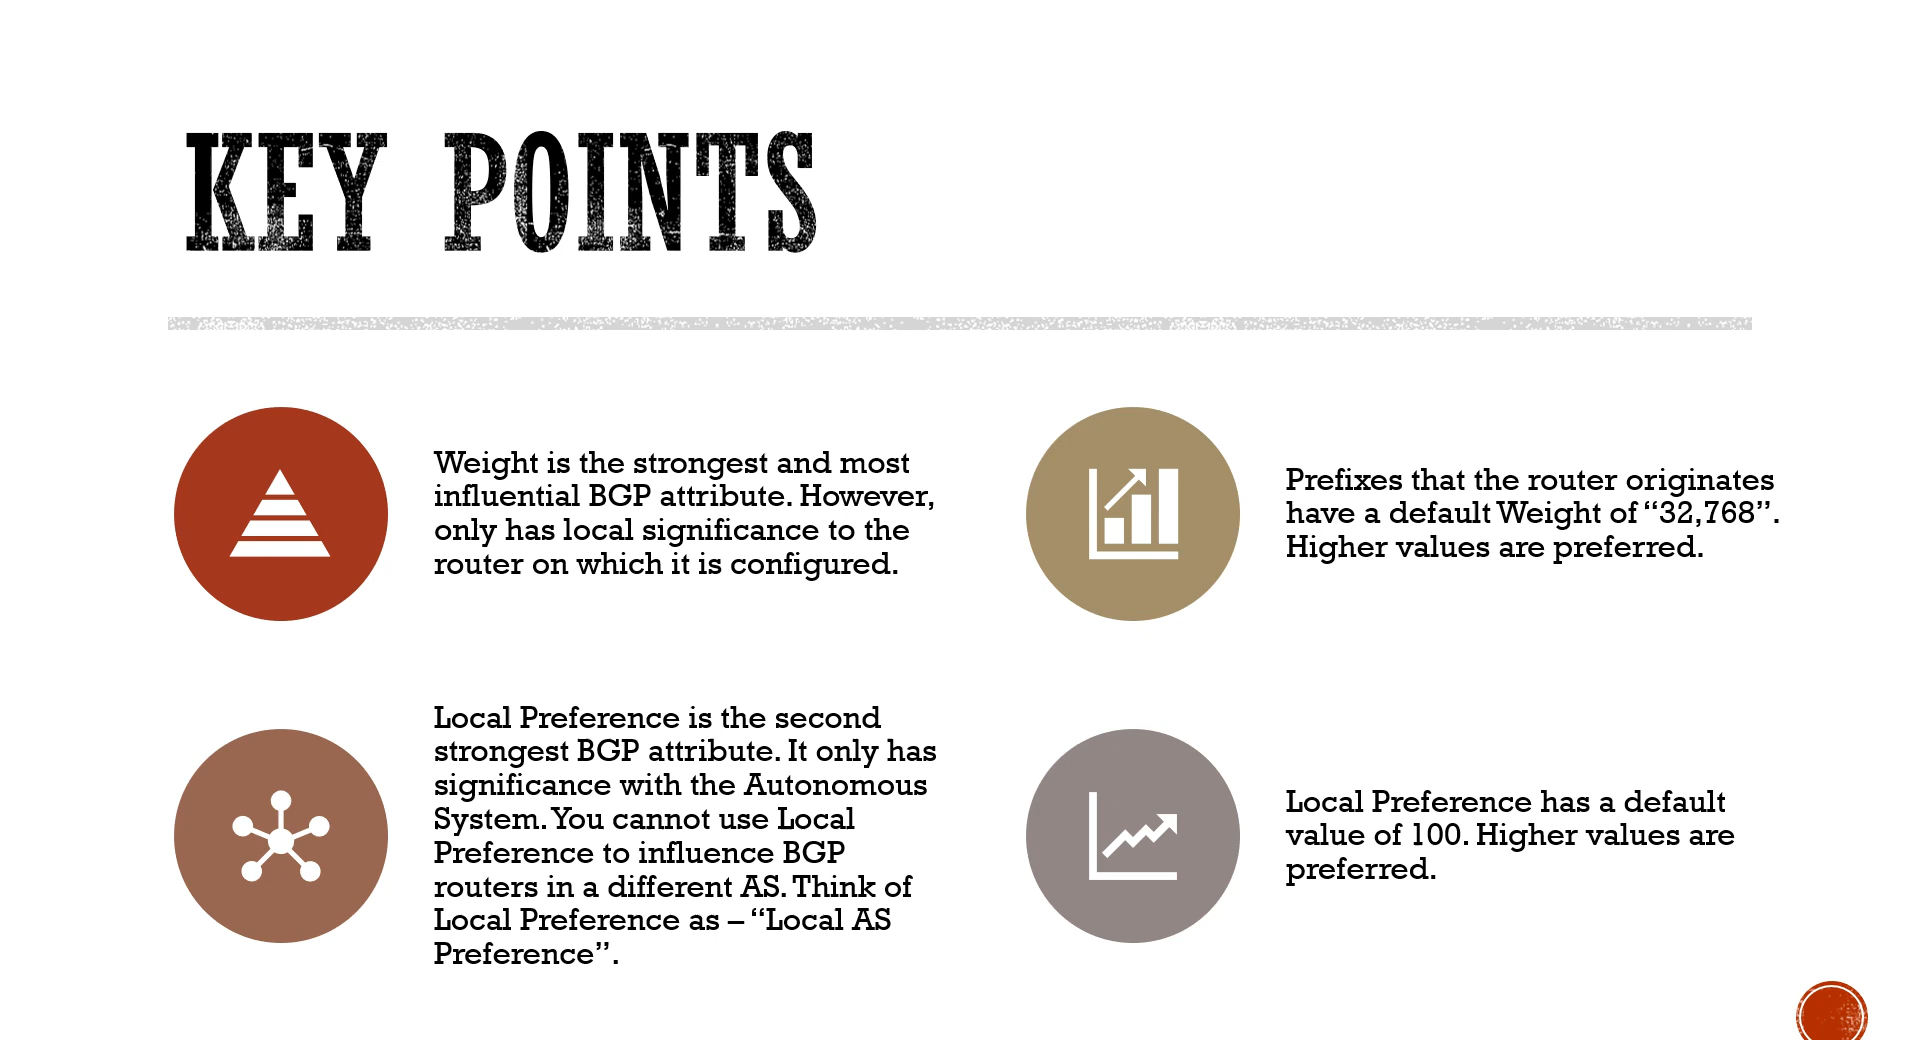 KEY POINTS
Weight is the strongest and most
influential BGP attribute. However,
only has local significance to the
router on which it is configured.
Prefixes that the router originates
have a default Weight of “32,768”.
Higher values are preferred.
Local Preference is the second
strongest BGP attribute. It only has
significance with the Autonomous
System. You cannot use Local
Preference to influence BGP
routers in a different AS. Think of
Local Preference as – “Local AS
Preference”.
Local Preference has a default
value of 100. Higher values are
preferred.